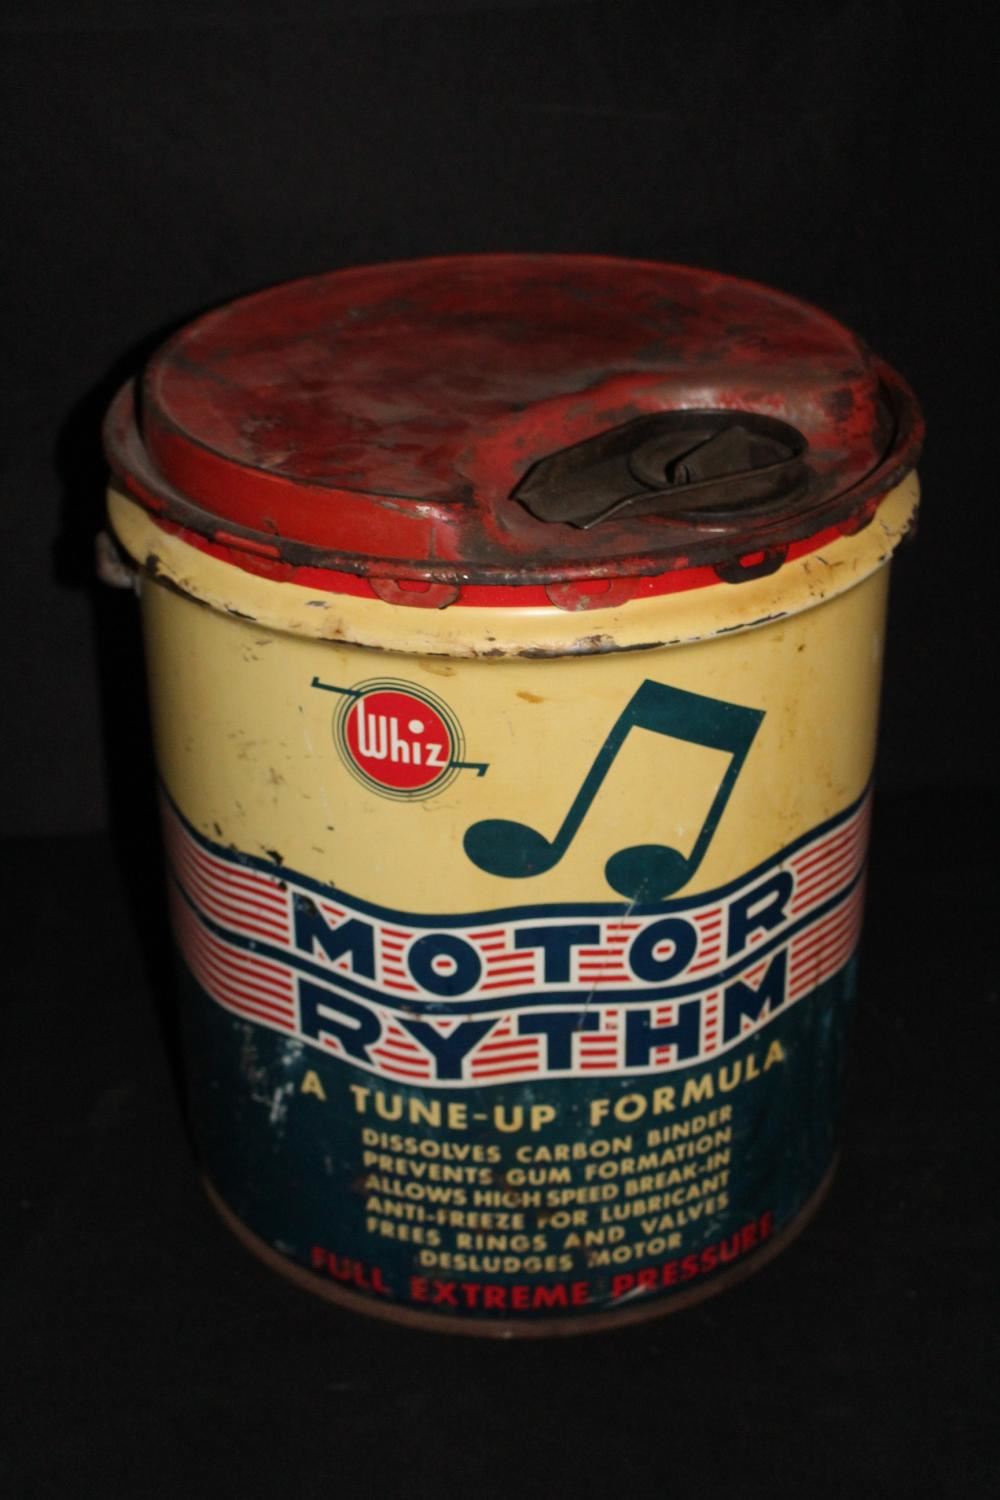 Whiz
MOTOR
RYTHM
A TUNE-UP FORMULA
DISSOLVES CARBON BINDER
PREVENTS GUM FORMATION
ALLOWS HIGH SPEED BREAK-IN
ANTI-FREEZE FOR LUBRICANT
FREES RINGS AND VALVES
DESLUDGES MOTOR
FULL EXTREME PRESSURE